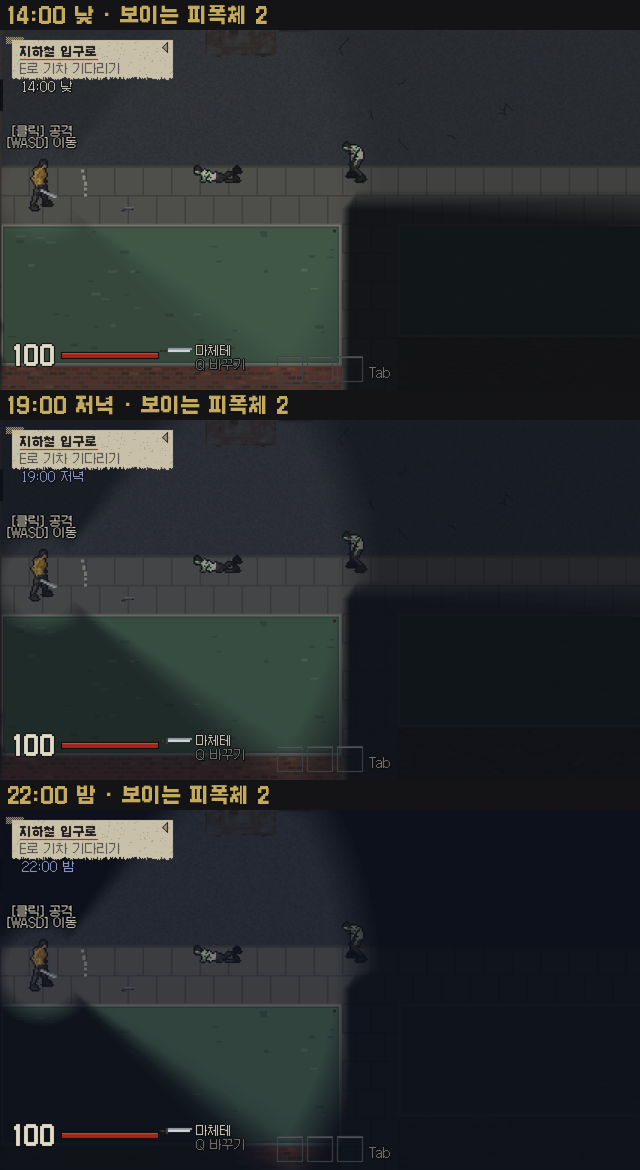 14:00 낮 · 보이는 피폭체 2
지하철 입구로
E로 기차 기다리기
14:00 낮
[클릭] 공격
[WASD] 이동
100
마체테
Q 바꾸기
Tab
19:00 저녁 · 보이는 피폭체 2
지하철 입구로
E로 기차 기다리기
19:00 저녁
[클릭] 공격
[WASD] 이동
100
마체테
Q 바꾸기
Tab
22:00 밤 · 보이는 피폭체 2
지하철 입구로
E로 기차 기다리기
22:00 밤
[클릭] 공격
[WASD] 이동
100
마체테
Q 바꾸기
Tab